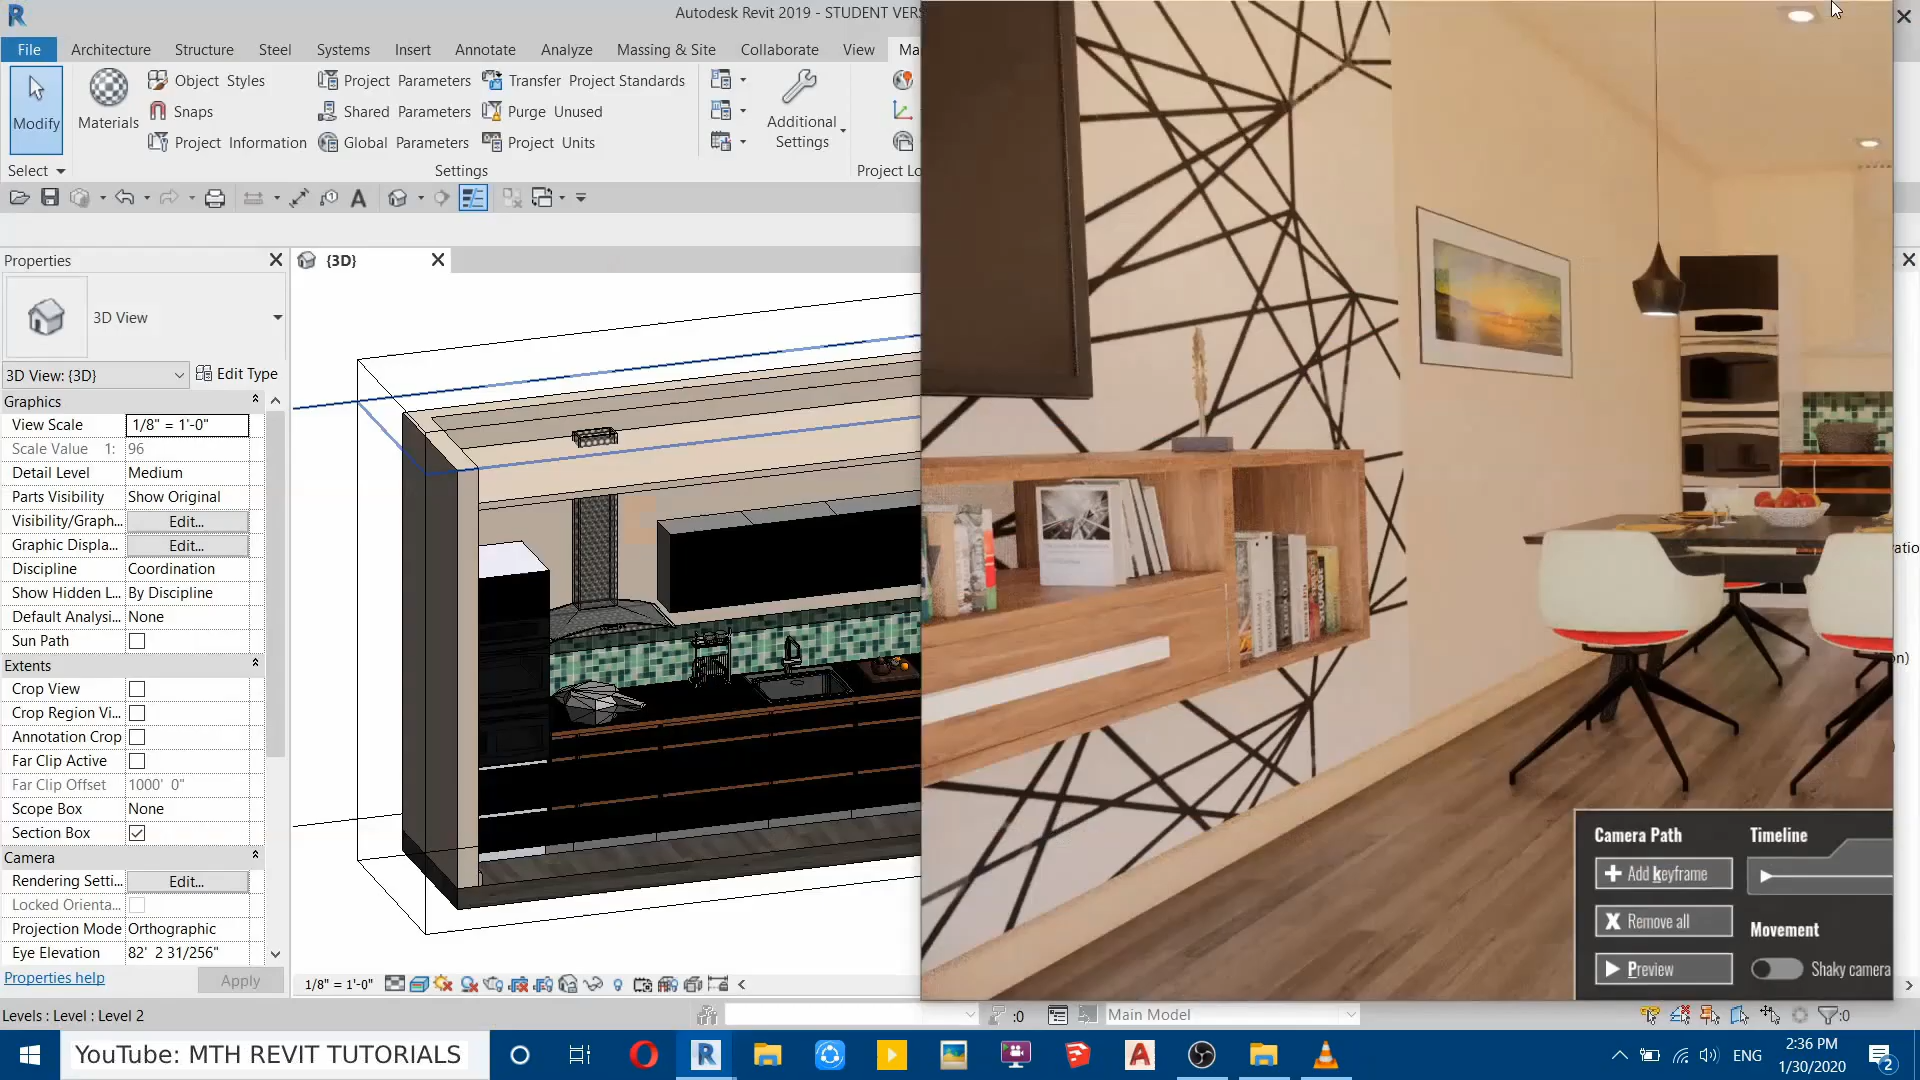 Autodesk Revit 2019 - STUDENT VERS
File Architecture Structure Steel Systems Insert Annotate Analyze Massing & Site Collaborate View Ma
Modify
Materials
Object Styles
Snaps
Project Information
Project Parameters
Shared Parameters
Global Parameters
Transfer Project Standards
Purge Unused
Project Units
Additional
Settings
Select
Settings
Project Lo
Properties
{3D}
3D View
3D View: {3D}
Edit Type
Graphics
View Scale 1/8" = 1'-0"
Scale Value 1: 96
Detail Level Medium
Parts Visibility Show Original
Visibility/Graph... Edit...
Graphic Displa... Edit...
Discipline Coordination
Show Hidden L... By Discipline
Default Analysi... None
Sun Path
Extents
Crop View
Crop Region Vi...
Annotation Crop
Far Clip Active
Far Clip Offset 1000' 0"
Scope Box None
Section Box
Camera
Rendering Setti... Edit...
Locked Orienta...
Projection Mode Orthographic
Eye Elevation 82' 2 31/256"
Properties help
Apply
1/8" = 1'-0"
Camera Path
Add keyframe
Remove all
Preview
Timeline
Movement
Shaky camera
Levels : Level : Level 2
:0
Main Model
:0
YouTube: MTH REVIT TUTORIALS
ENG
2:36 PM
1/30/2020
2